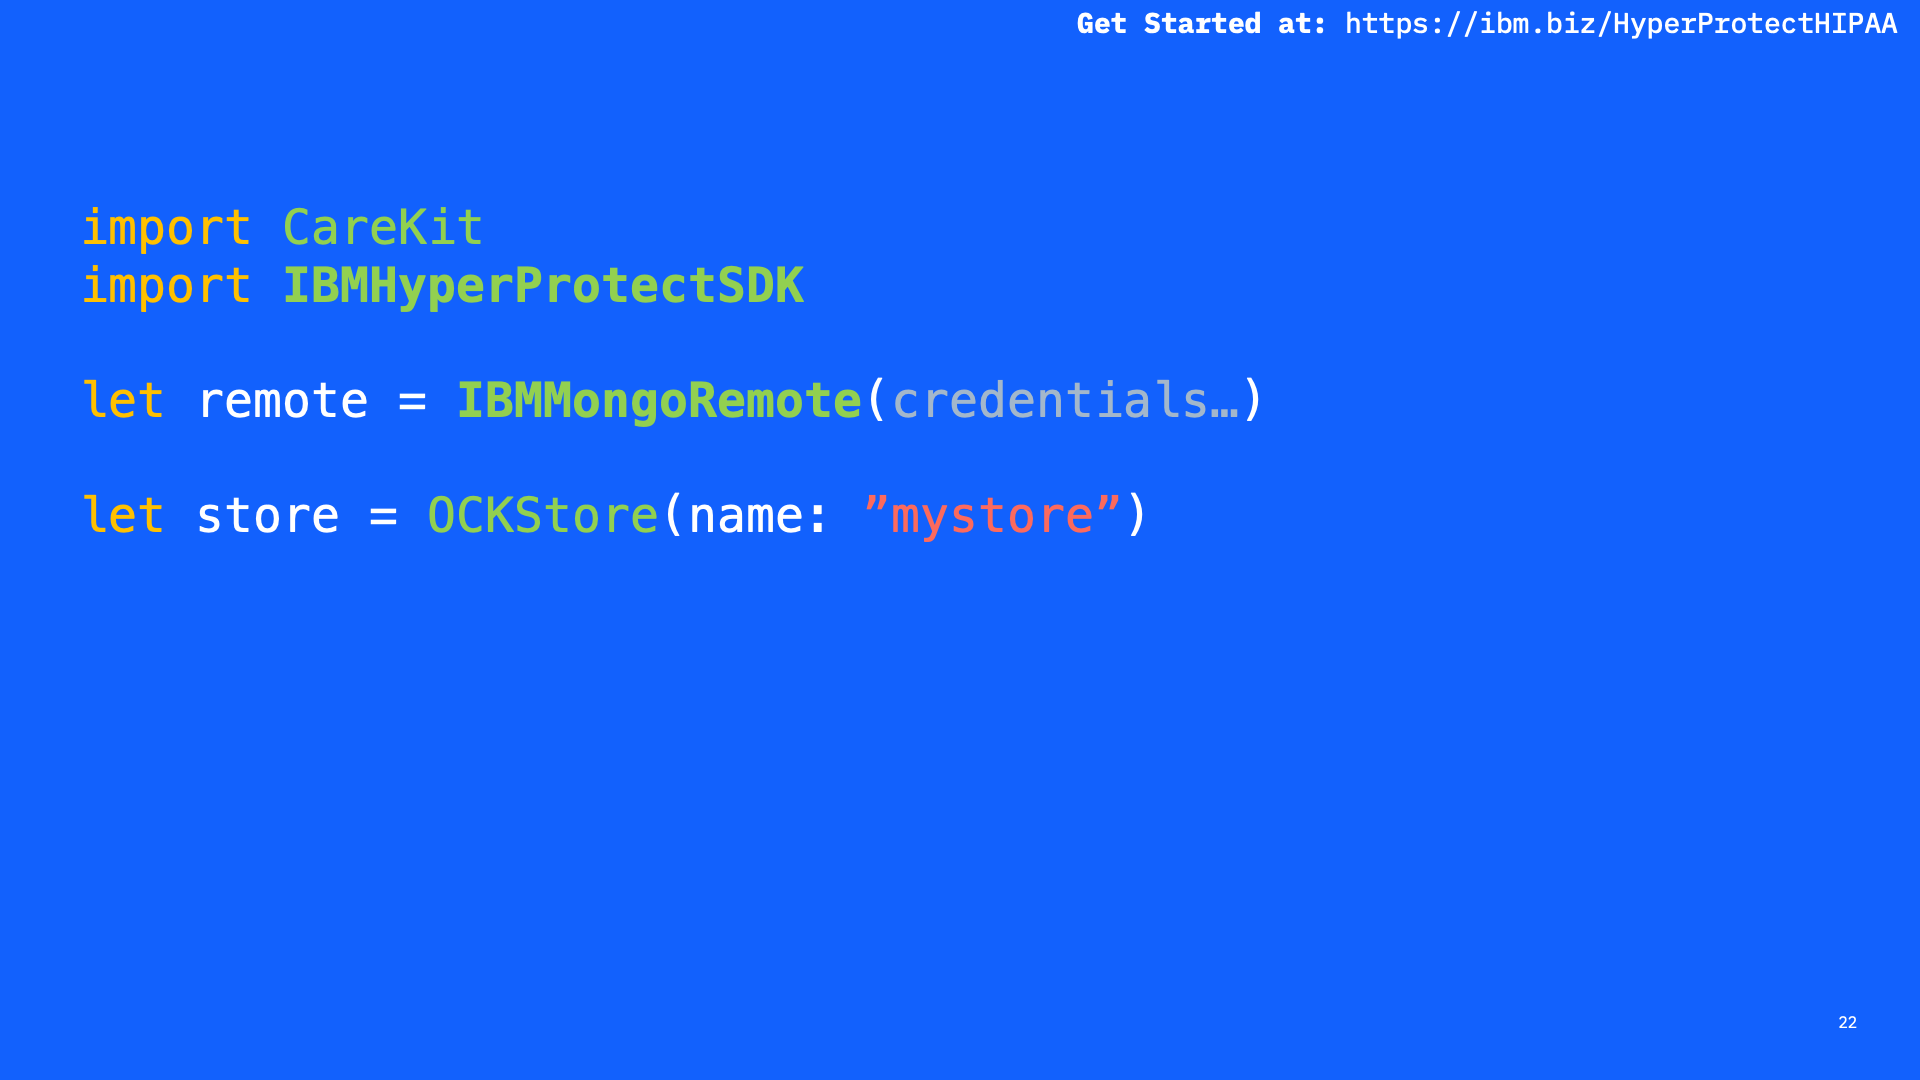 Get Started at: https://ibm.biz/HyperProtectHIPAA
import CareKit
import IBMHyperProtectSDK
let remote = IBMMongoRemote(credentials…)
let store = OCKStore(name: ”mystore”)
22